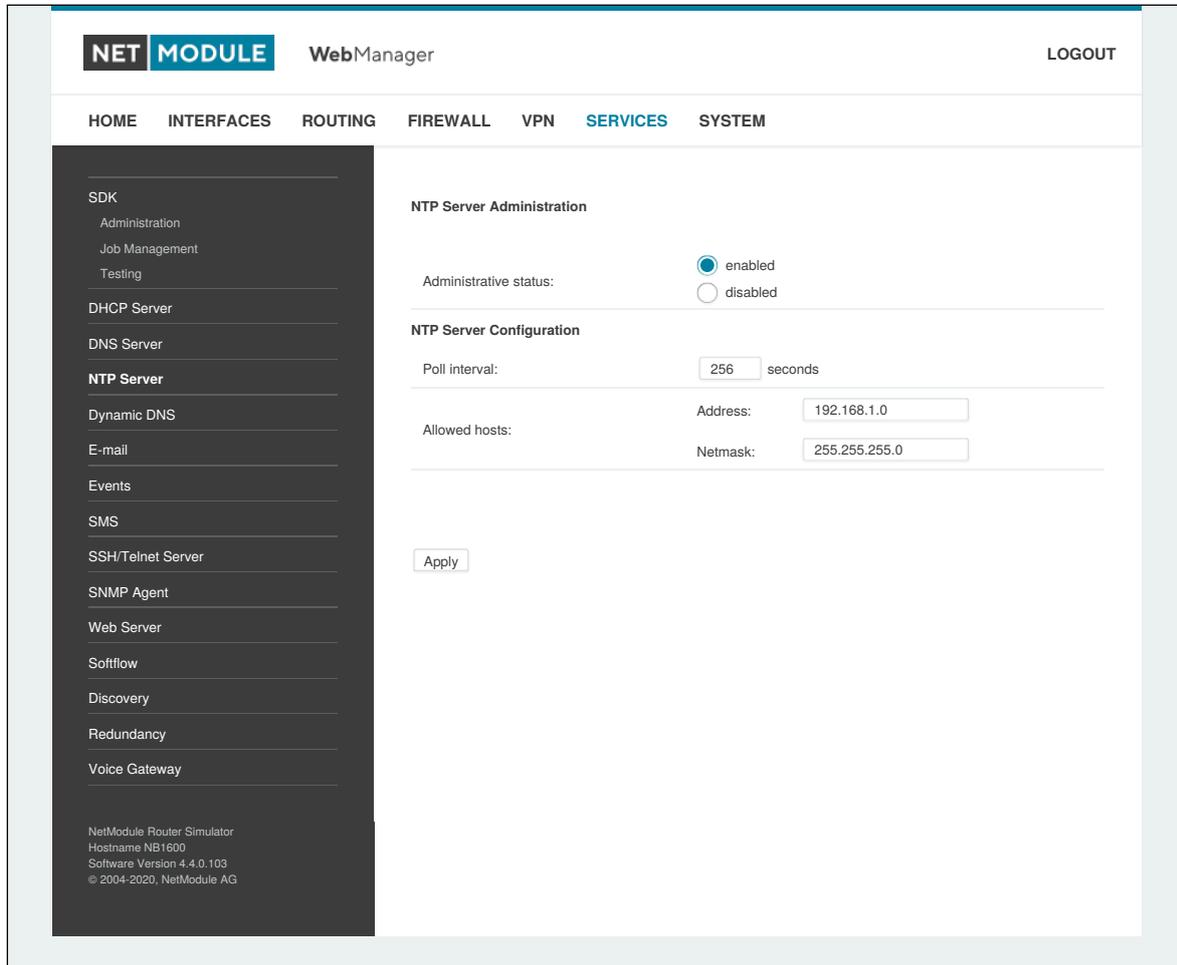 NET MODULE WebManager LOGOUT
HOME INTERFACES ROUTING FIREWALL VPN SERVICES SYSTEM
SDK
Administration
Job Management
Testing
DHCP Server
DNS Server
NTP Server
Dynamic DNS
E-mail
Events
SMS
SSH/Telnet Server
SNMP Agent
Web Server
Softflow
Discovery
Redundancy
Voice Gateway
NetModule Router Simulator
Hostname NB1600
Software Version 4.4.0.103
© 2004-2020, NetModule AG
NTP Server Administration
Administrative status:
enabled
disabled
NTP Server Configuration
Poll interval: 256 seconds
Allowed hosts:
Address: 192.168.1.0
Netmask: 255.255.255.0
Apply